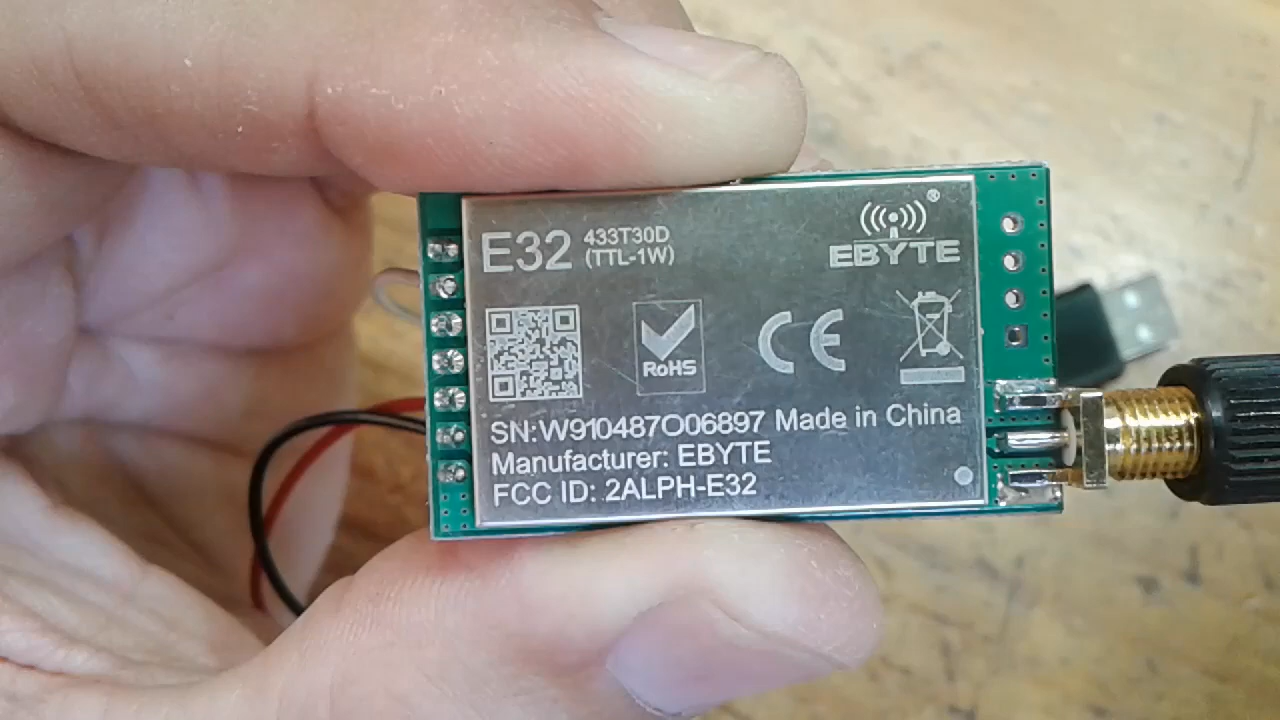 E32 433T30D
(TTL-1W)
EBYTE®
RoHS
CE
SN:W910487O06897 Made in China
Manufacturer: EBYTE
FCC ID: 2ALPH-E32